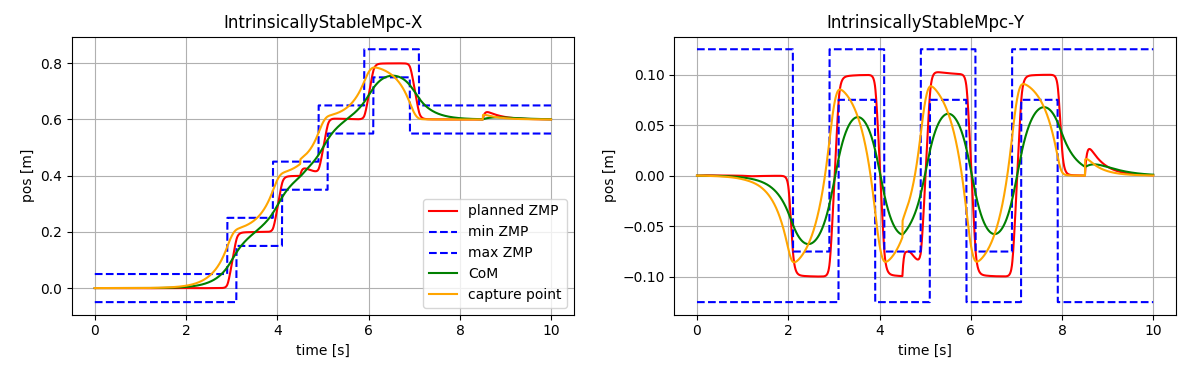 IntrinsicallyStableMpc-X
0.8
0.6
0.4
0.2
0.0
pos [m]
0 2 4 6 8 10
time [s]
planned ZMP
min ZMP
max ZMP
CoM
capture point
IntrinsicallyStableMpc-Y
0.10
0.05
0.00
−0.05
−0.10
pos [m]
0 2 4 6 8 10
time [s]